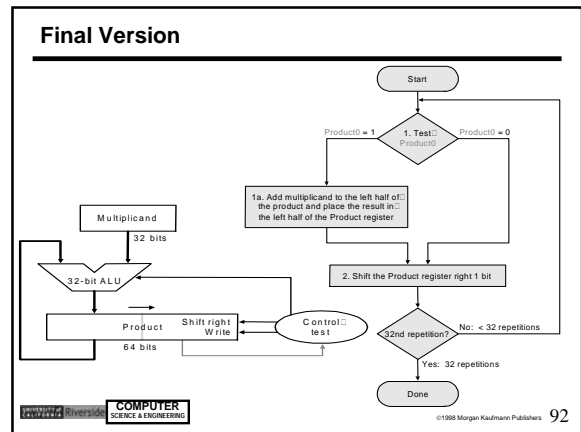 Final Version
Start
Product0 = 1
1. Test
Product0
Product0 = 0
1a. Add multiplicand to the left half of
the product and place the result in
the left half of the Product register
Multiplicand
32 bits
32-bit ALU
Product
Shift right
Write
64 bits
Control
test
2. Shift the Product register right 1 bit
32nd repetition?
No: < 32 repetitions
Yes: 32 repetitions
Done
Riverside
COMPUTER
SCIENCE & ENGINEERING
©1998 Morgan Kaufmann Publishers
92